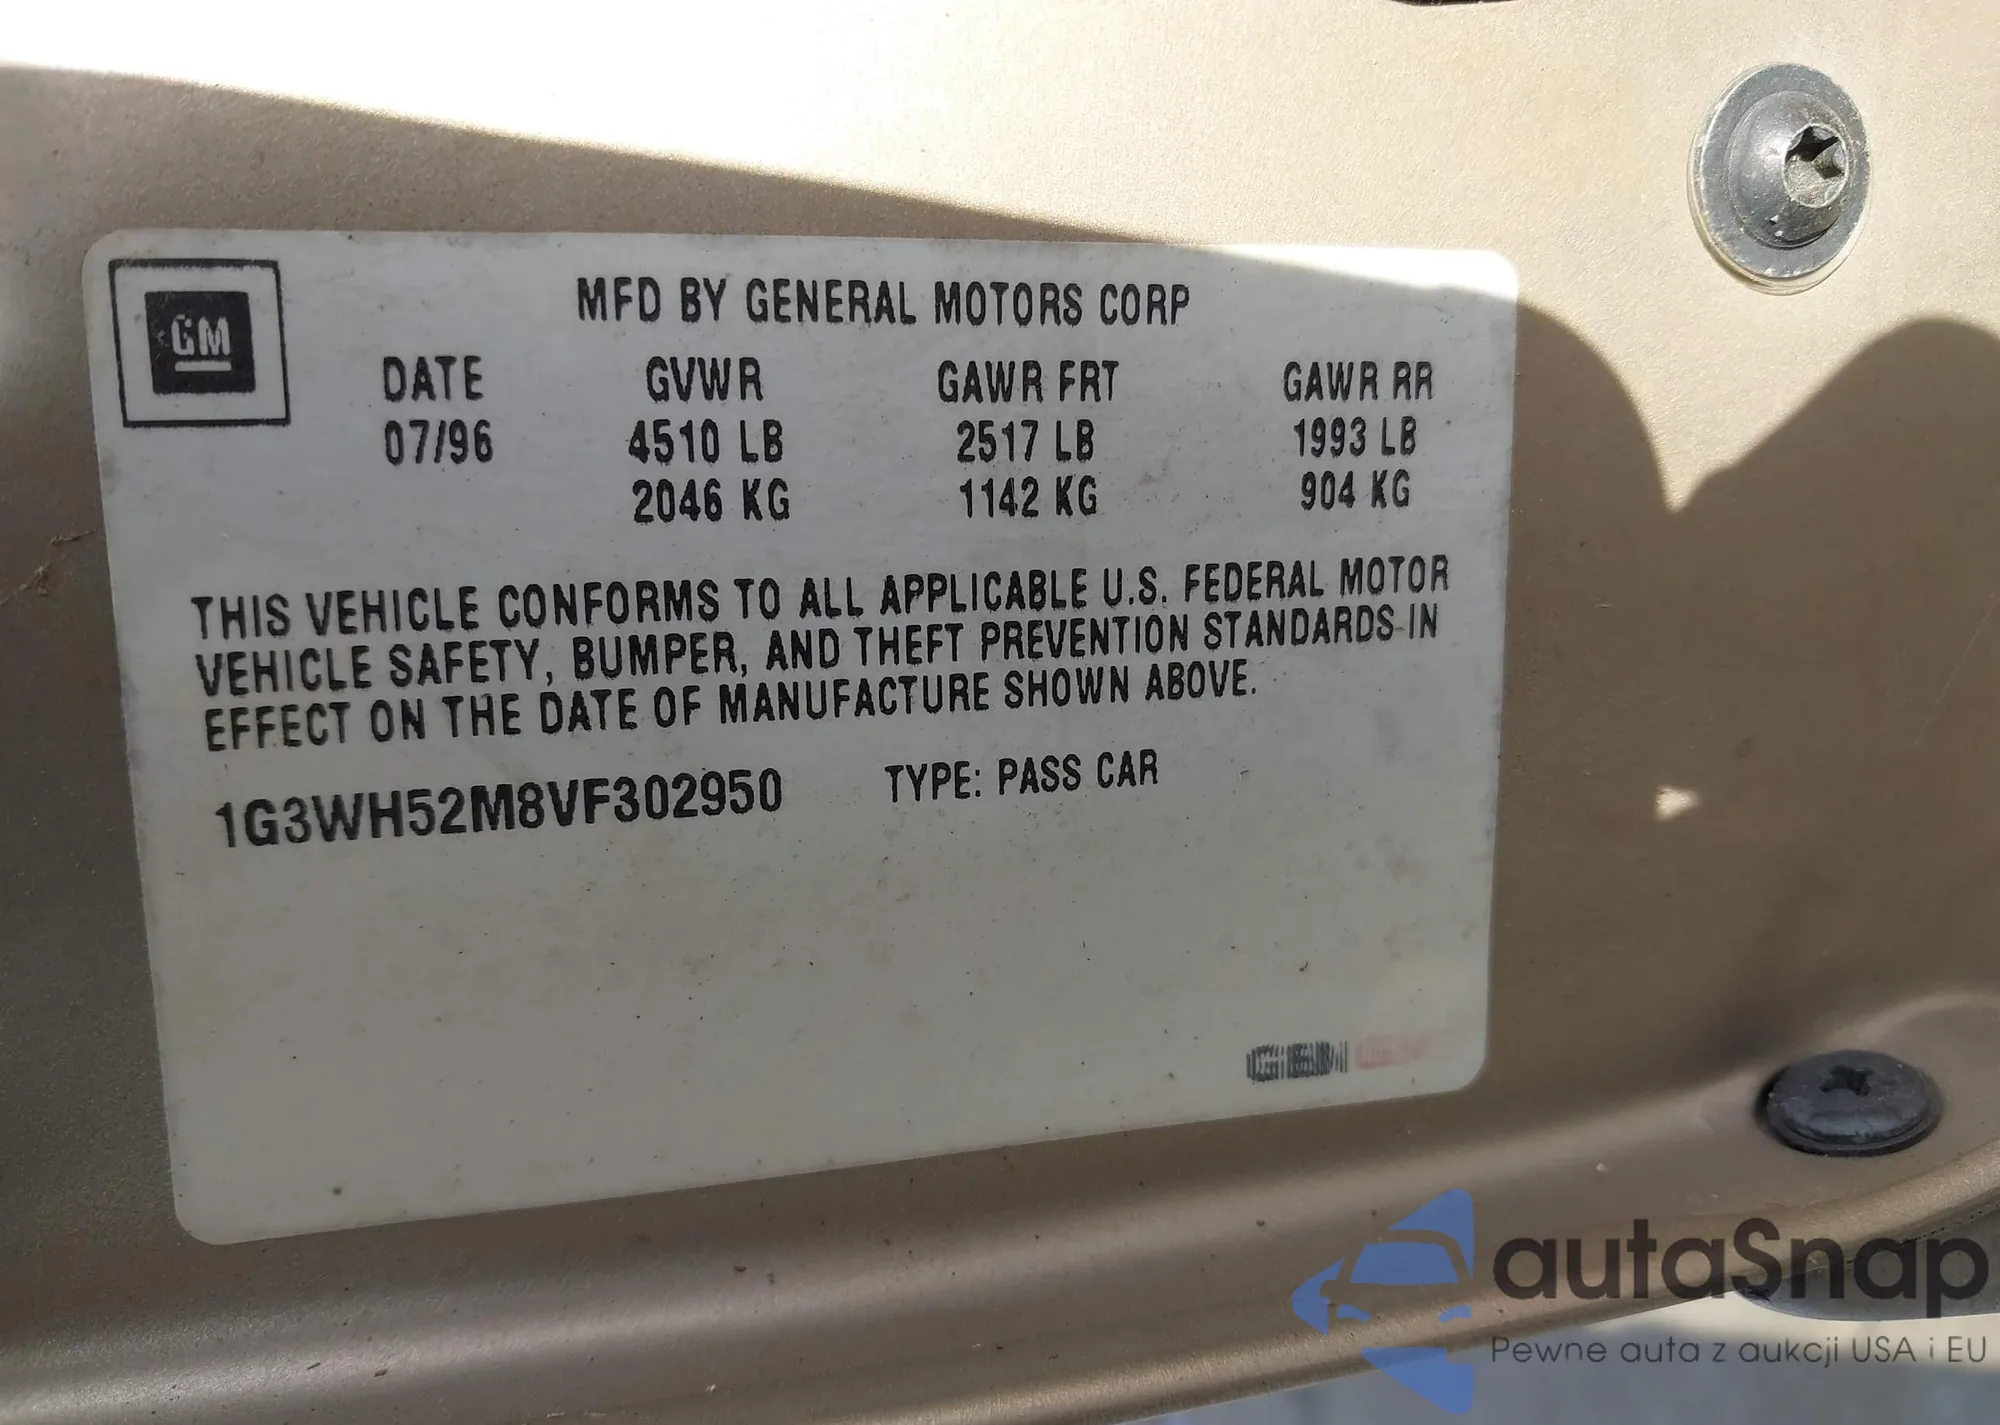 GM
MFD BY GENERAL MOTORS CORP
DATE GVWR GAWR FRT GAWR RR
07/96 4510 LB 2517 LB 1993 LB
2046 KG 1142 KG 904 KG
THIS VEHICLE CONFORMS TO ALL APPLICABLE U.S. FEDERAL MOTOR
VEHICLE SAFETY, BUMPER, AND THEFT PREVENTION STANDARDS IN
EFFECT ON THE DATE OF MANUFACTURE SHOWN ABOVE.
1G3WH52M8VF302950 TYPE: PASS CAR
autaSnap
Pewne auta z aukcji USA i EU